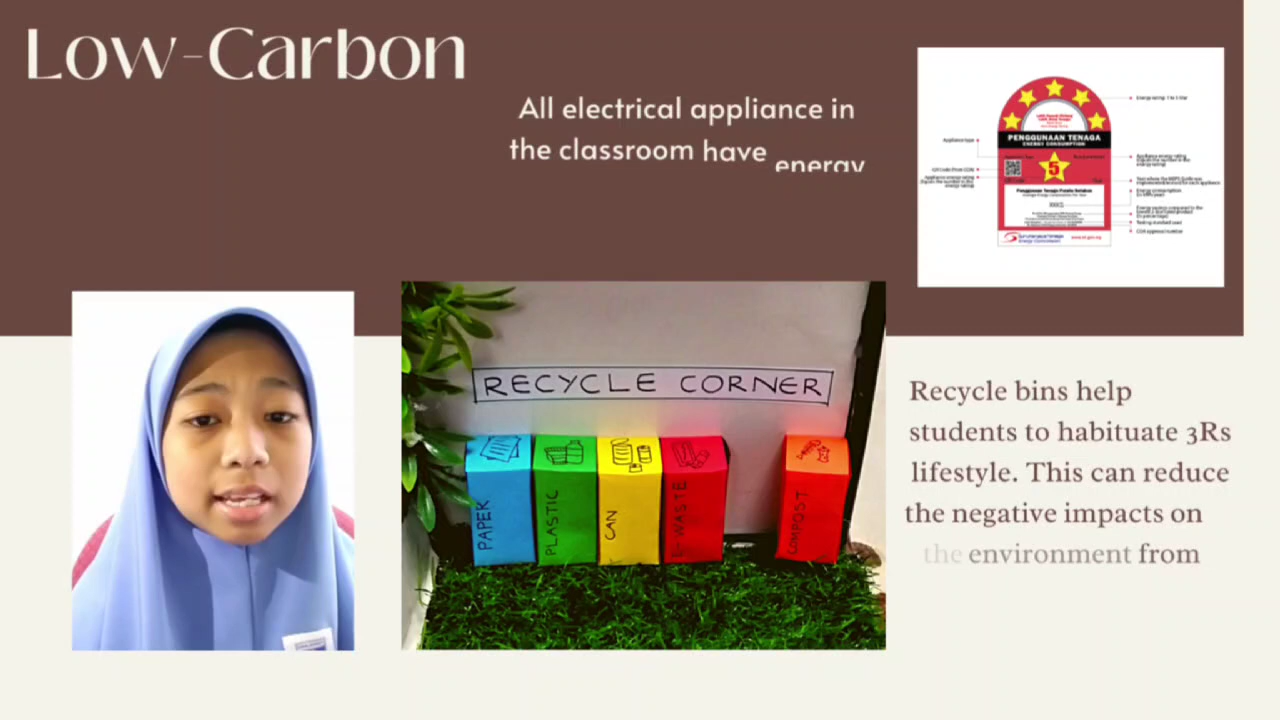 Low-Carbon
All electrical appliance in
the classroom have energy
PENGGUNAAN TENAGA
ENERGY CONSUMPTION
5
RECYCLE CORNER
PAPER
PLASTIC
CAN
E-WASTE
COMPOST
Recycle bins help
students to habituate 3Rs
lifestyle. This can reduce
the negative impacts on
the environment from